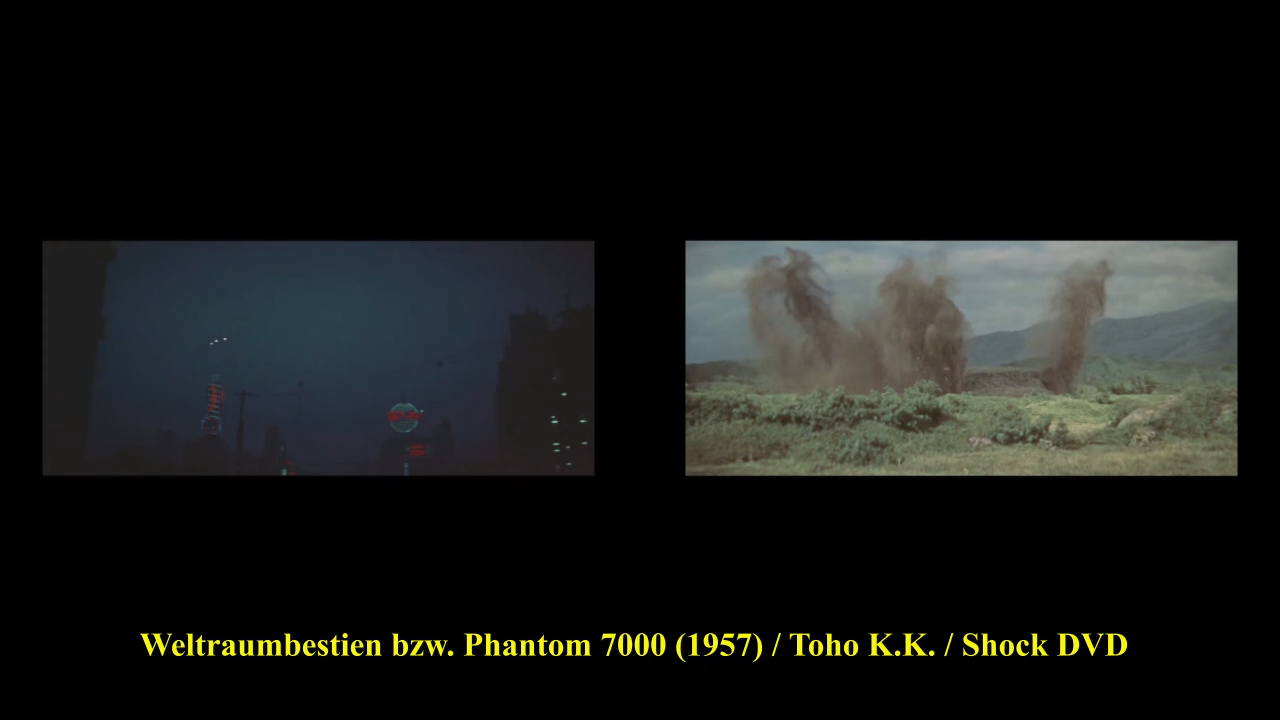 Weltraumbestien bzw. Phantom 7000 (1957) / Toho K.K. / Shock DVD